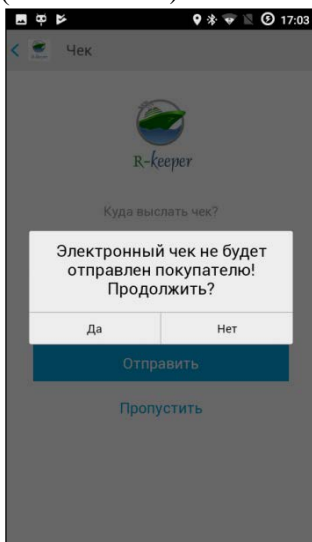 17:03
Чек
R-keeper
Куда выслать чек?
Электронный чек не будет
отправлен покупателю!
Продолжить?
Да
Нет
Отправить
Пропустить